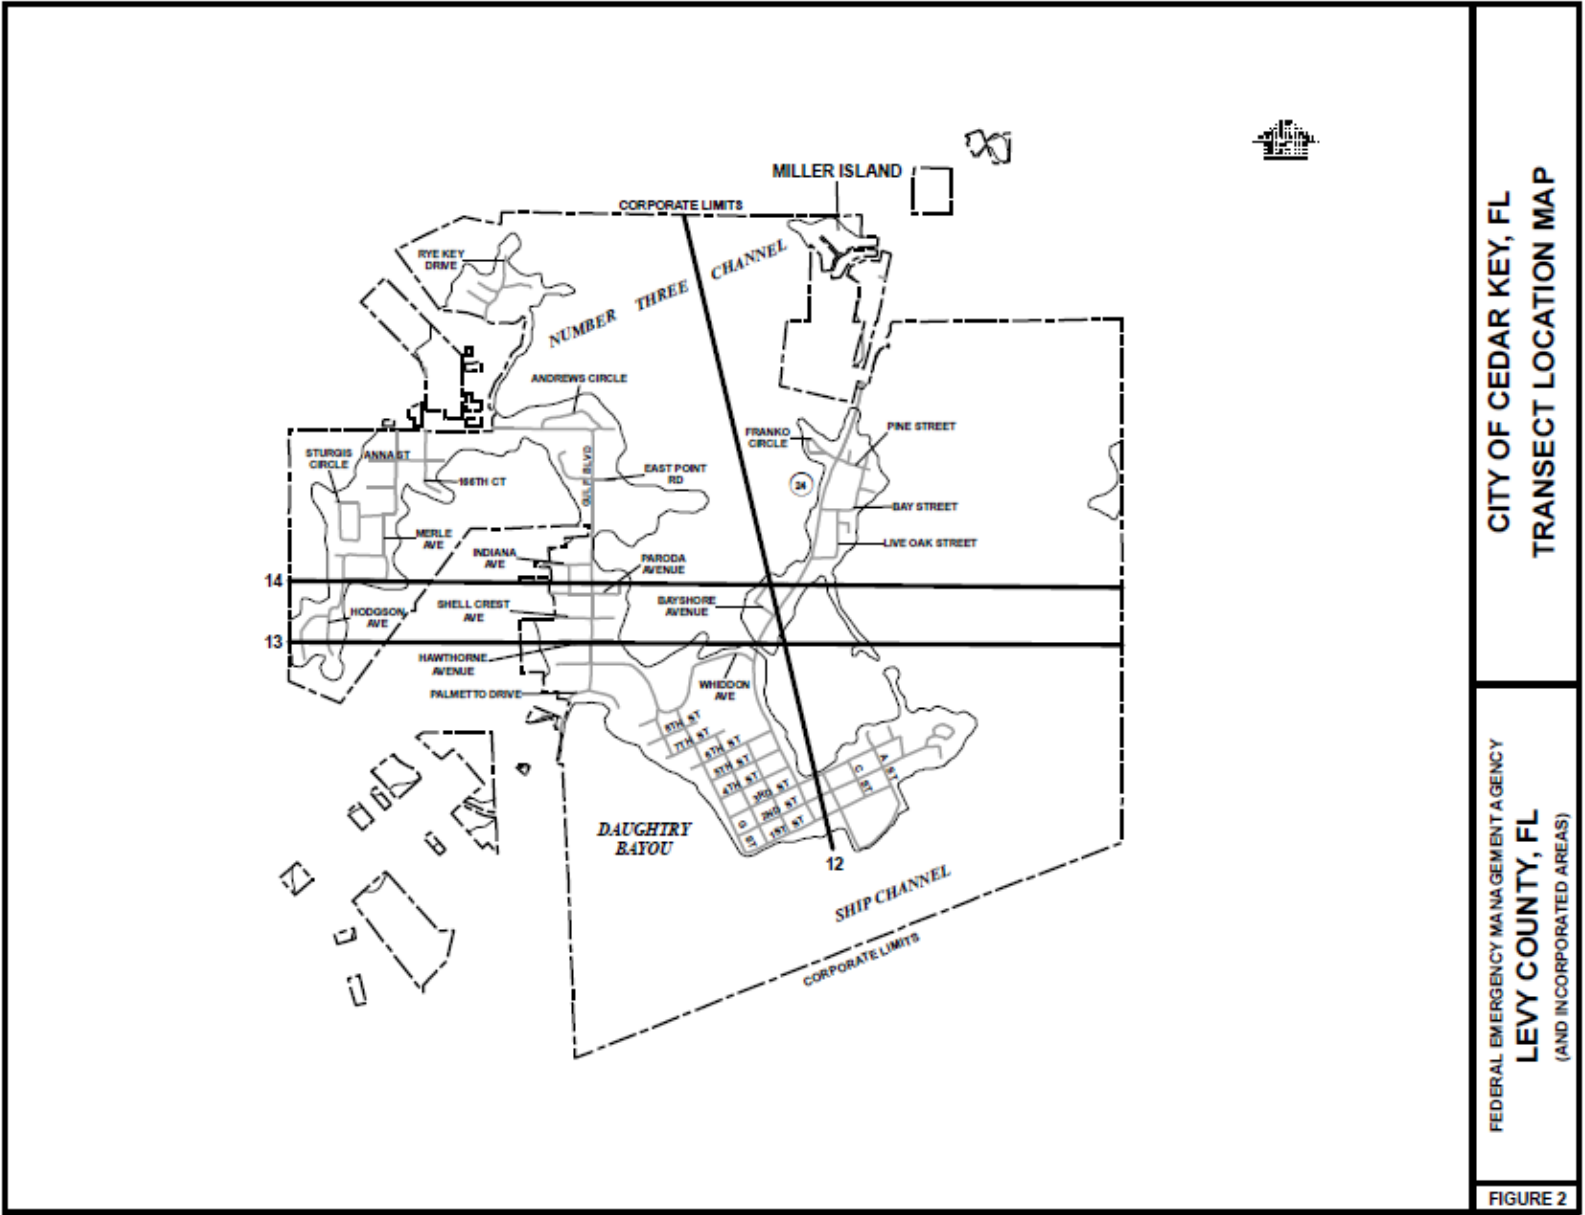 MILLER ISLAND
CORPORATE LIMITS
RYE KEY
DRIVE
NUMBER THREE CHANNEL
ANDREWS CIRCLE
FRANKO
CIRCLE
PINE STREET
STURGIS
CIRCLE
ANNA ST
166TH CT
GULF BLVD
EAST POINT
RD
24
BAY STREET
MERLE
AVE
LIVE OAK STREET
INDIANA
AVE
PARODA
AVENUE
14
HODGSON
AVE
SHELL CREST
AVE
BAYSHORE
AVENUE
13
HAWTHORNE
AVENUE
WHIDDON
AVE
PALMETTO DRIVE
8TH ST
7TH ST
6TH ST
5TH ST
4TH ST
3RD ST
2ND ST
1ST ST
G ST
C ST
A ST
DAUGHTRY
BAYOU
12
SHIP CHANNEL
CORPORATE LIMITS
CITY OF CEDAR KEY, FL
TRANSECT LOCATION MAP
FEDERAL EMERGENCY MANAGEMENT AGENCY
LEVY COUNTY, FL
(AND INCORPORATED AREAS)
FIGURE 2